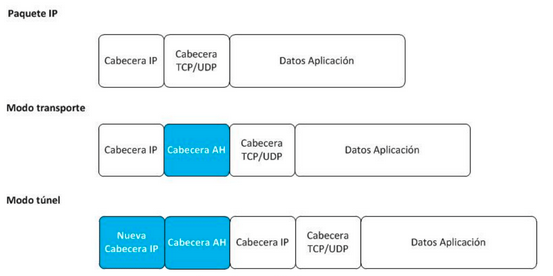 Paquete IP
Cabecera IP
Cabecera
TCP/UDP
Datos Aplicación
Modo transporte
Cabecera IP
Cabecera AH
Cabecera
TCP/UDP
Datos Aplicación
Modo túnel
Nueva
Cabecera IP
Cabecera AH
Cabecera IP
Cabecera
TCP/UDP
Datos Aplicación